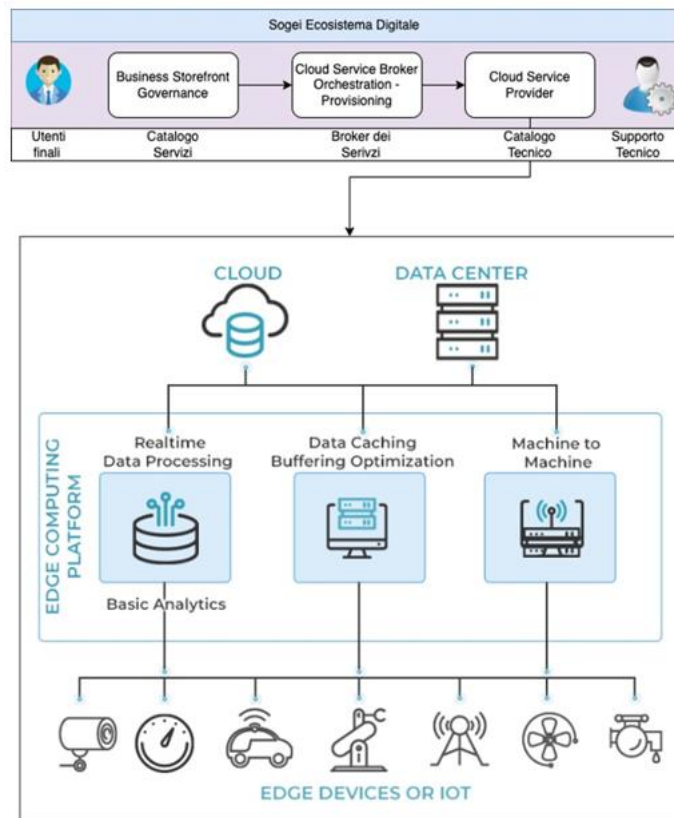 Sogei Ecosistema Digitale
Business Storefront
Governance
Cloud Service Broker
Orchestration -
Provisioning
Cloud Service
Provider
Utenti
finali
Catalogo
Servizi
Broker dei
Serivzi
Catalogo
Tecnico
Supporto
Tecnico
CLOUD
DATA CENTER
EDGE COMPUTING
PLATFORM
Realtime
Data Processing
Data Caching
Buffering Optimization
Machine to
Machine
Basic Analytics
EDGE DEVICES OR IOT